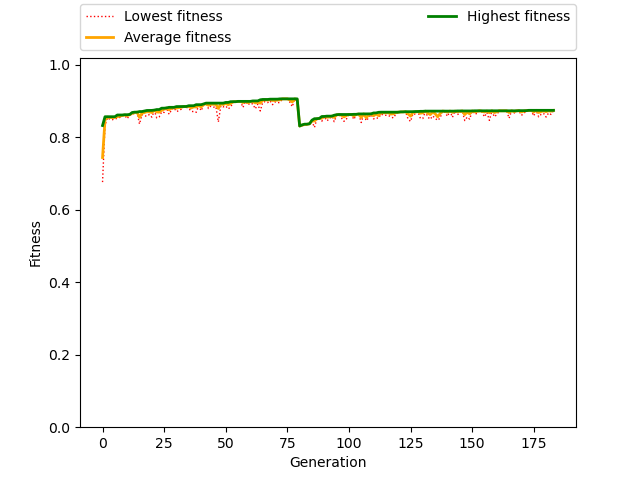 Lowest fitness
Average fitness
Highest fitness
1.0
0.8
0.6
0.4
0.2
0.0
Fitness
0 25 50 75 100 125 150 175
Generation